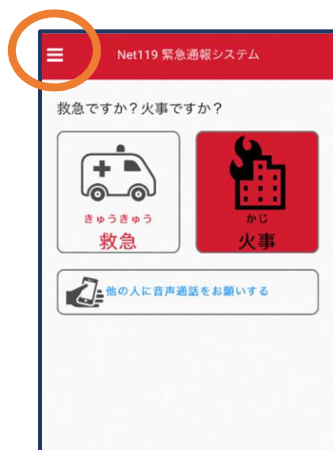 Net119 緊急通報システム
救急ですか？火事ですか？
きゅうきゅう
救急
かじ
火事
他の人に音声通話をお願いする